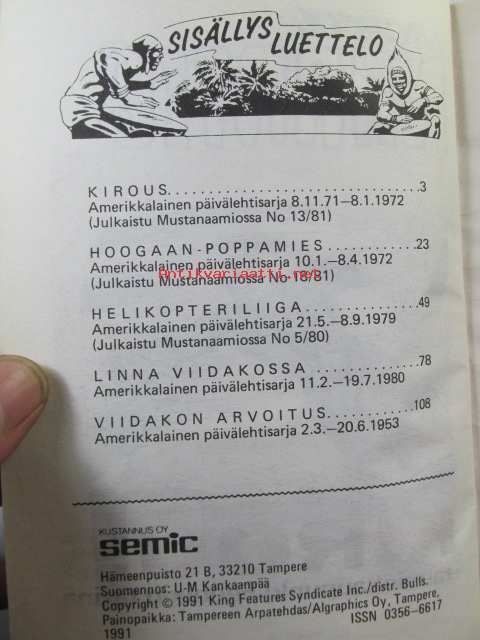 SISÄLLYS
LUETTELO
KIROUS..............................3
Amerikkalainen päivälehtisarja 8.11.71–8.1.1972
(Julkaistu Mustanaamiossa No 13/81)
HOOGAAN-POPPAMIES...........23
Amerikkalainen päivälehtisarja 10.1.–8.4.1972
Antikvariaatti.net
(Julkaistu Mustanaamiossa No 18/81)
HELIKOPTERILIIGA..............49
Amerikkalainen päivälehtisarja 21.5.–8.9.1979
(Julkaistu Mustanaamiossa No 5/80)
LINNA VIIDAKOSSA.............78
Amerikkalainen päivälehtisarja 11.2.–19.7.1980
VIIDAKON ARVOITUS...........108
Amerikkalainen päivälehtisarja 2.3.–20.6.1953
KUSTANNUS OY
semic
Hämeenpuisto 21 B, 33210 Tampere
Suomennos: U-M Kankaanpää
Copyright © 1991 King Features Syndicate Inc./distr. Bulls.
Painopaikka: Tampereen Arpatehdas/Algraphics Oy, Tampere,
1991
ISSN 0356-6617